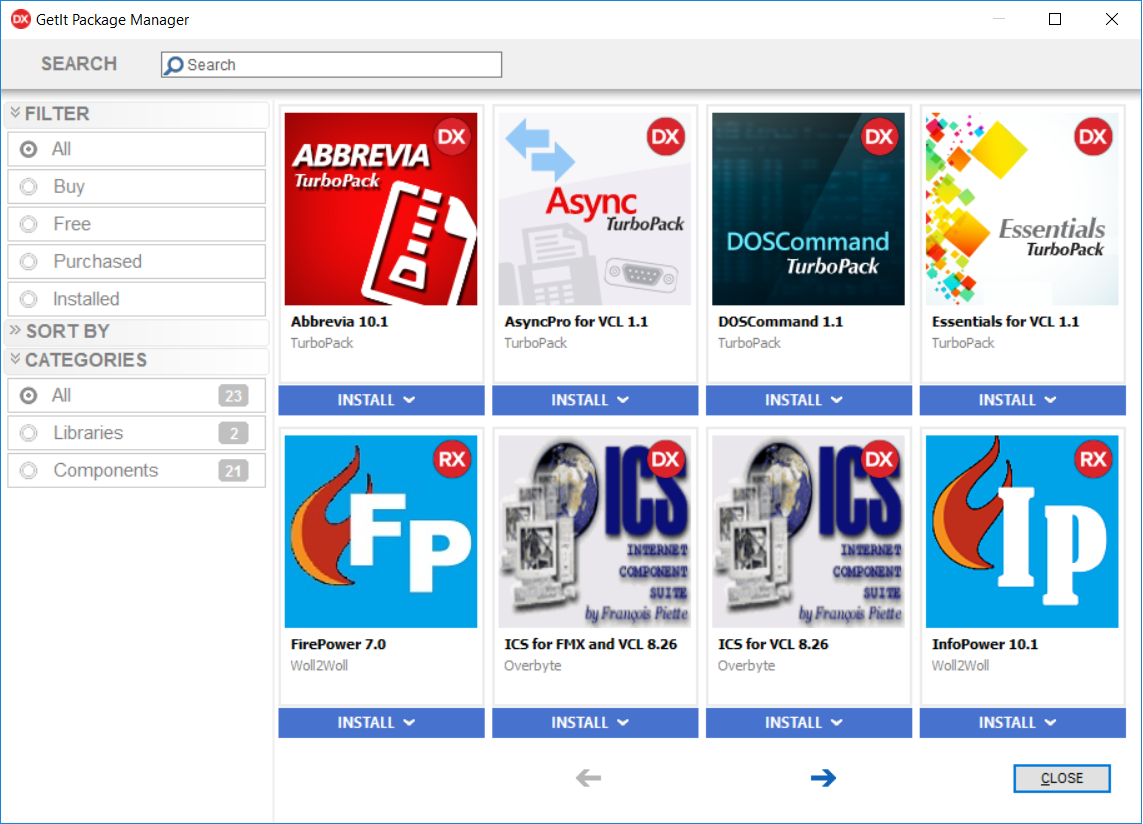 DX GetIt Package Manager
SEARCH
Search
FILTER
All
Buy
Free
Purchased
Installed
SORT BY
CATEGORIES
All 23
Libraries 2
Components 21
DX
ABBREVIA
TurboPack
Abbrevia 10.1
TurboPack
INSTALL
DX
Async
TurboPack
AsyncPro for VCL 1.1
TurboPack
INSTALL
DX
DOSCommand
TurboPack
DOSCommand 1.1
TurboPack
INSTALL
DX
Essentials
TurboPack
Essentials for VCL 1.1
TurboPack
INSTALL
RX
FP
FirePower 7.0
Woll2Woll
INSTALL
DX
ICS
INTERNET
COMPONENT
SUITE
by François Piette
ICS for FMX and VCL 8.26
Overbyte
INSTALL
DX
ICS
INTERNET
COMPONENT
SUITE
by François Piette
ICS for VCL 8.26
Overbyte
INSTALL
RX
Ip
InfoPower 10.1
Woll2Woll
INSTALL
CLOSE